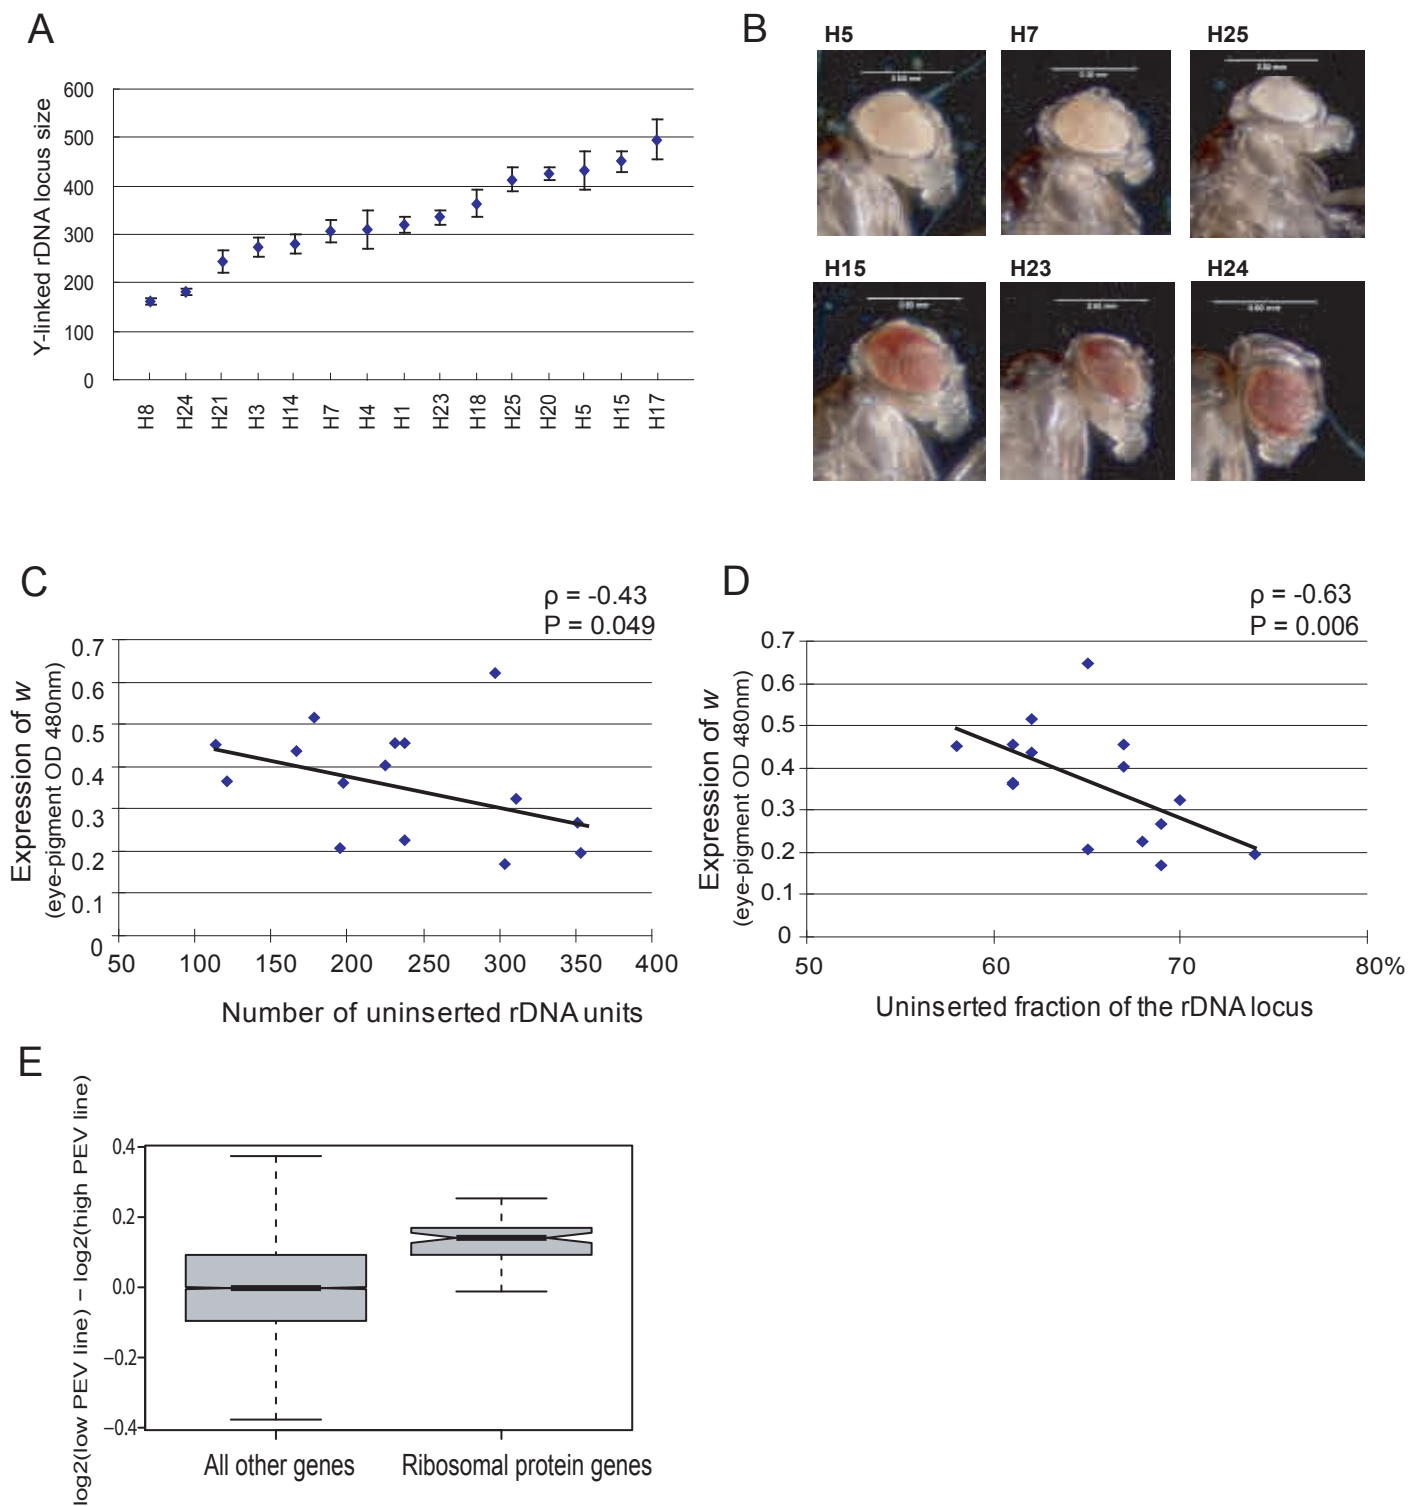 A
Y-linked rDNA locus size
600
500
400
300
200
100
0
H8
H24
H21
H3
H14
H7
H4
H1
H23
H18
H25
H20
H5
H15
H17
B
H5
H7
H25
H15
H23
H24
C
ρ = -0.43
P = 0.049
Expression of w
(eye-pigment OD 480nm)
0.7
0.6
0.5
0.4
0.3
0.2
0.1
0
50 100 150 200 250 300 350 400
Number of uninserted rDNA units
D
ρ = -0.63
P = 0.006
Expression of w
(eye-pigment OD 480nm)
0.7
0.6
0.5
0.4
0.3
0.2
0.1
0
50 60 70 80%
Uninserted fraction of the rDNA locus
E
log2(low PEV line) − log2(high PEV line)
0.4
0.2
0.0
−0.2
−0.4
All other genes
Ribosomal protein genes